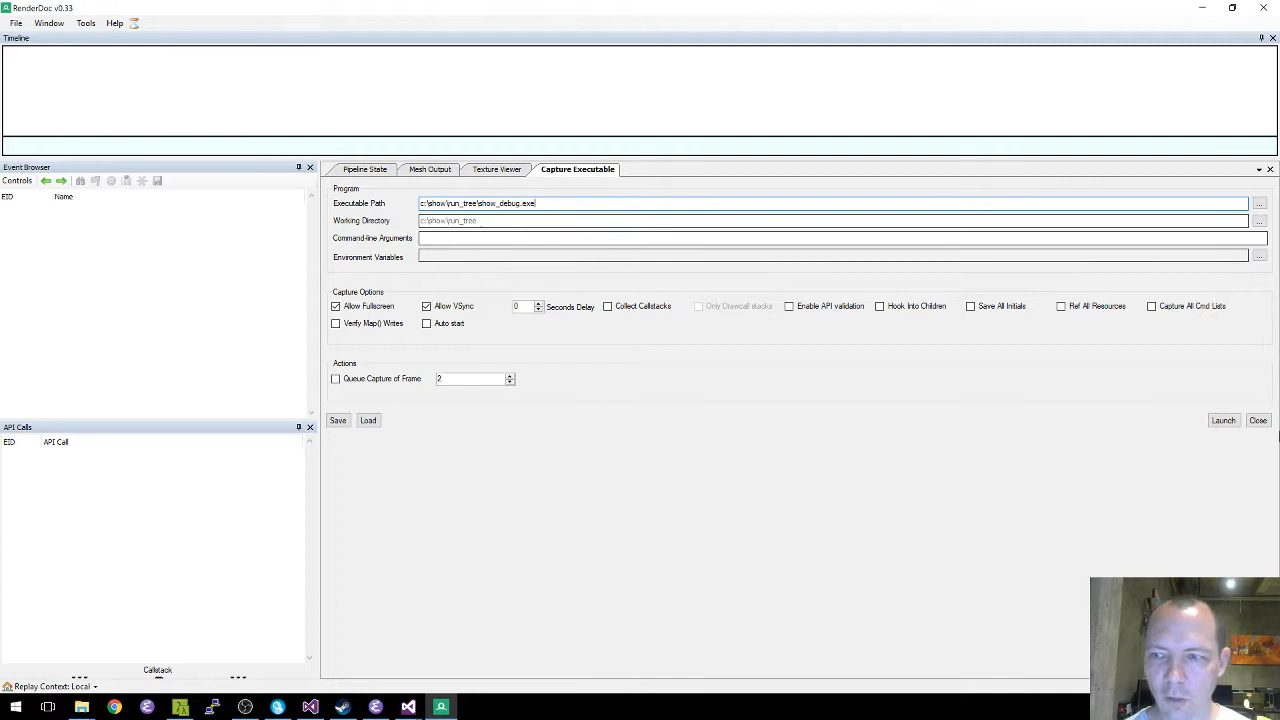 RenderDoc v0.33
File Window Tools Help
Timeline
Event Browser
Controls
EID Name
API Calls
EID API Call
Callstack
Pipeline State Mesh Output Texture Viewer Capture Executable
Program
Executable Path c:\show\run_tree\show_debug.exe ...
Working Directory c:\show\run_tree ...
Command-line Arguments
Environment Variables ...
Capture Options
Allow Fullscreen Allow VSync 0 Seconds Delay Collect Callstacks Only Drawcall stacks Enable API validation Hook Into Children Save All Initials Ref All Resources Capture All Cmd Lists
Verify Map() Writes Auto start
Actions
Queue Capture of Frame 2
Save Load Launch Close
Replay Context: Local